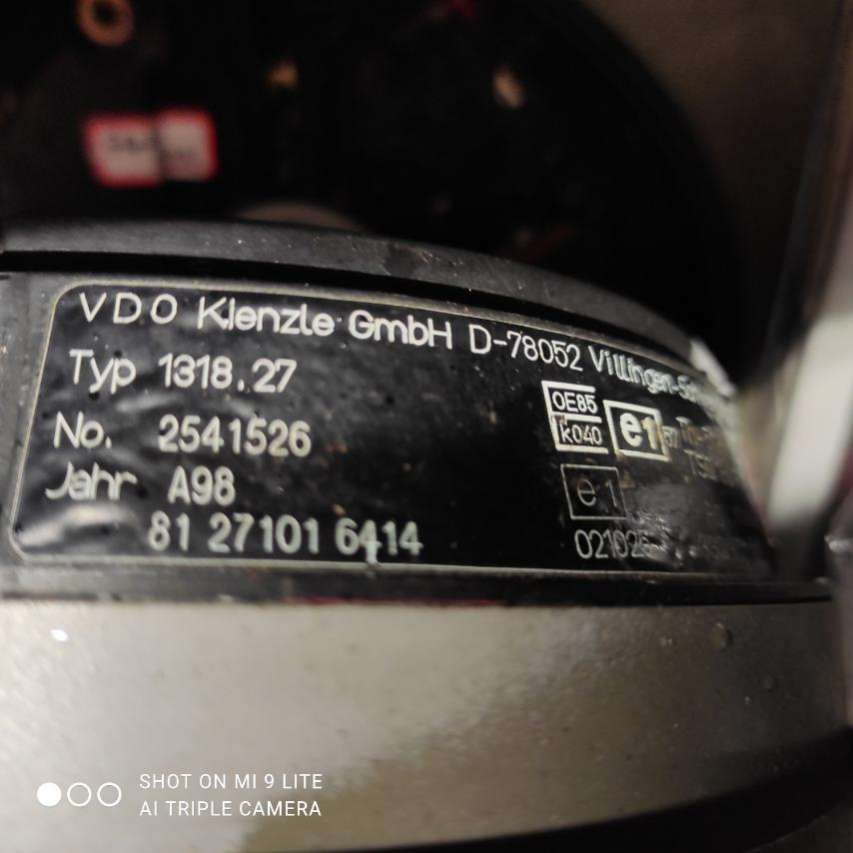 VDO Kienzle GmbH D-78052 Villingen-
Typ 1318.27
OE85
k040
e1
No. 2541526
Jahr A98
e1
81 27101 6414
SHOT ON MI 9 LITE
AI TRIPLE CAMERA